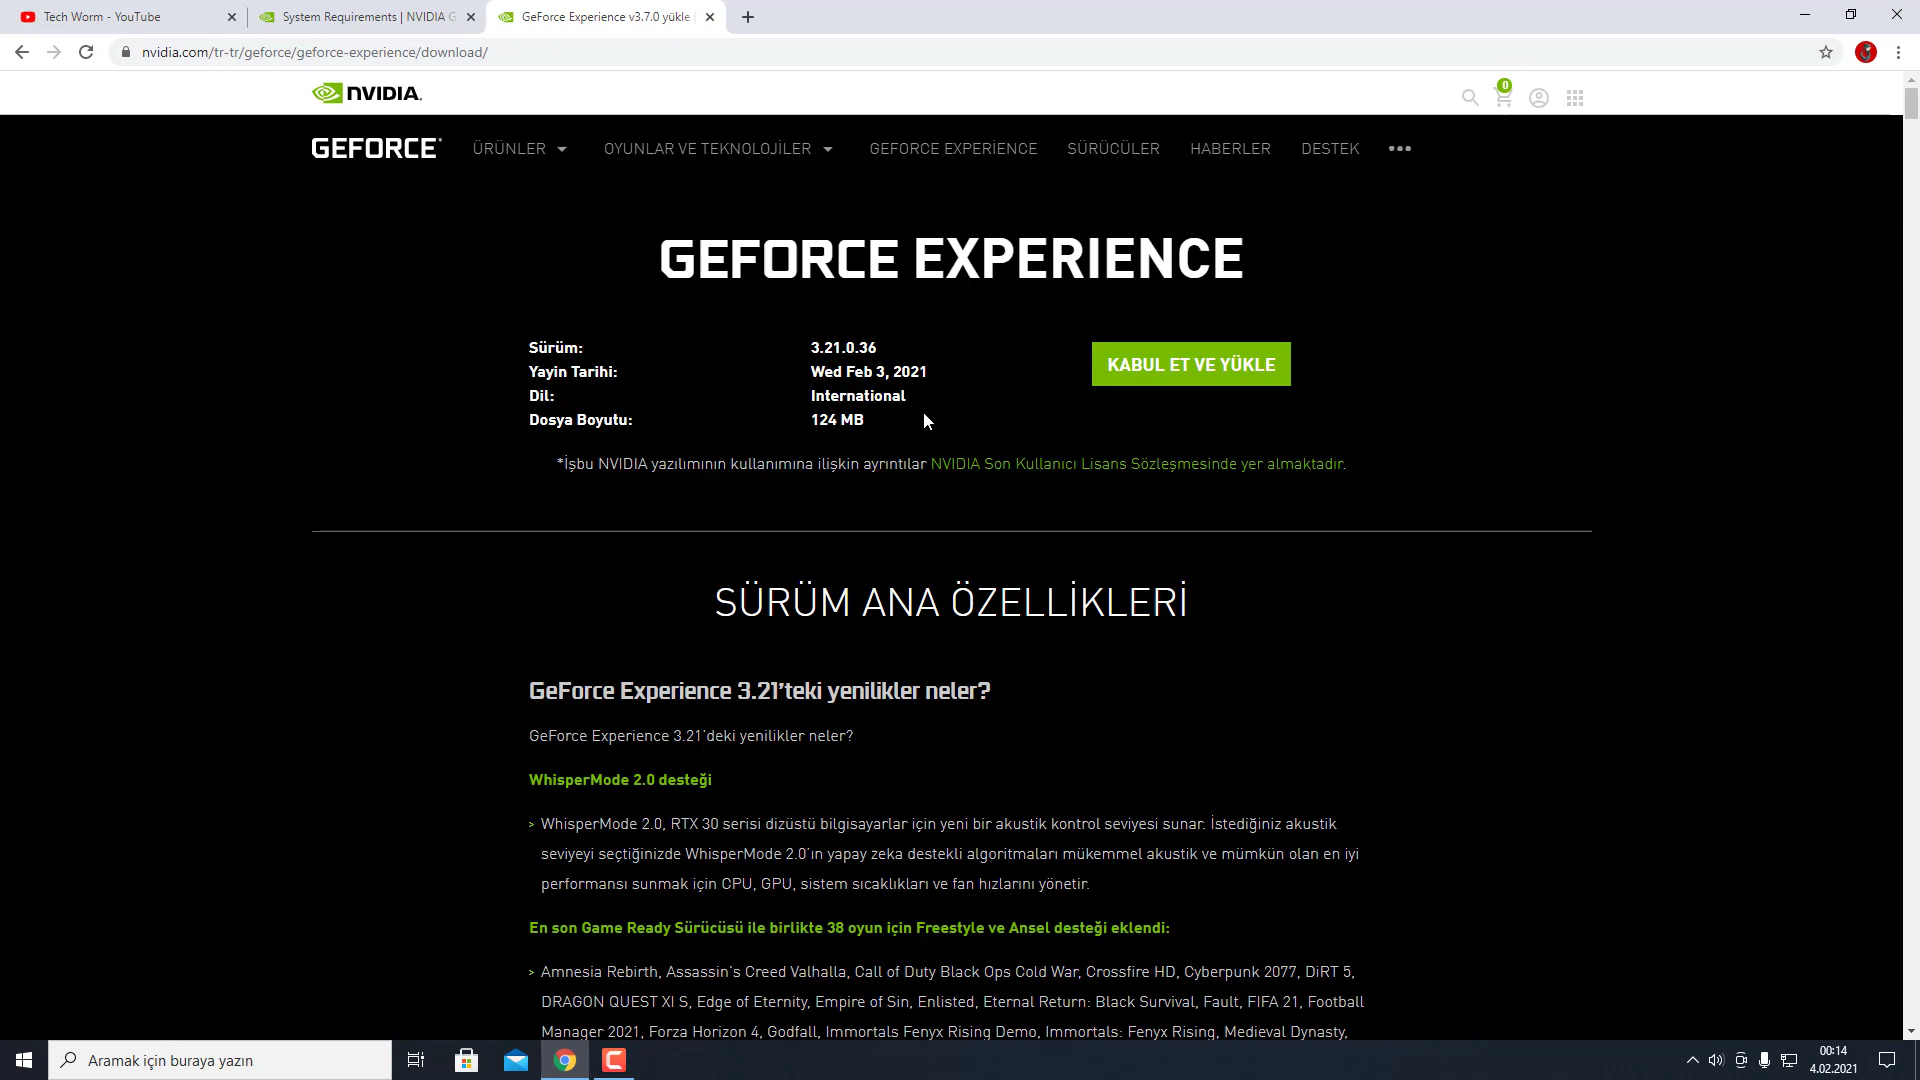 Tech Worm - YouTube
System Requirements | NVIDIA G
GeForce Experience v3.7.0 yükle |
nvidia.com/tr-tr/geforce/geforce-experience/download/
NVIDIA.
0
GEFORCE
ÜRÜNLER
OYUNLAR VE TEKNOLOJİLER
GEFORCE EXPERİENCE
SÜRÜCÜLER
HABERLER
DESTEK
GEFORCE EXPERIENCE
Sürüm: 3.21.0.36
KABUL ET VE YÜKLE
Yayin Tarihi: Wed Feb 3, 2021
Dil: International
Dosya Boyutu: 124 MB
*İşbu NVIDIA yazılımının kullanımına ilişkin ayrıntılar NVIDIA Son Kullanıcı Lisans Sözleşmesinde yer almaktadır.
SÜRÜM ANA ÖZELLİKLERİ
GeForce Experience 3.21'teki yenilikler neler?
GeForce Experience 3.21'deki yenilikler neler?
WhisperMode 2.0 desteği
> WhisperMode 2.0, RTX 30 serisi dizüstü bilgisayarlar için yeni bir akustik kontrol seviyesi sunar. İstediğiniz akustik
seviyeyi seçtiğinizde WhisperMode 2.0'ın yapay zeka destekli algoritmaları mükemmel akustik ve mümkün olan en iyi
performansı sunmak için CPU, GPU, sistem sıcaklıkları ve fan hızlarını yönetir.
En son Game Ready Sürücüsü ile birlikte 38 oyun için Freestyle ve Ansel desteği eklendi:
> Amnesia Rebirth, Assassin's Creed Valhalla, Call of Duty Black Ops Cold War, Crossfire HD, Cyberpunk 2077, DiRT 5,
DRAGON QUEST XI S, Edge of Eternity, Empire of Sin, Enlisted, Eternal Return: Black Survival, Fault, FIFA 21, Football
Manager 2021, Forza Horizon 4, Godfall, Immortals Fenyx Rising Demo, Immortals: Fenyx Rising, Medieval Dynasty,
Aramak için buraya yazın
00:14
4.02.2021